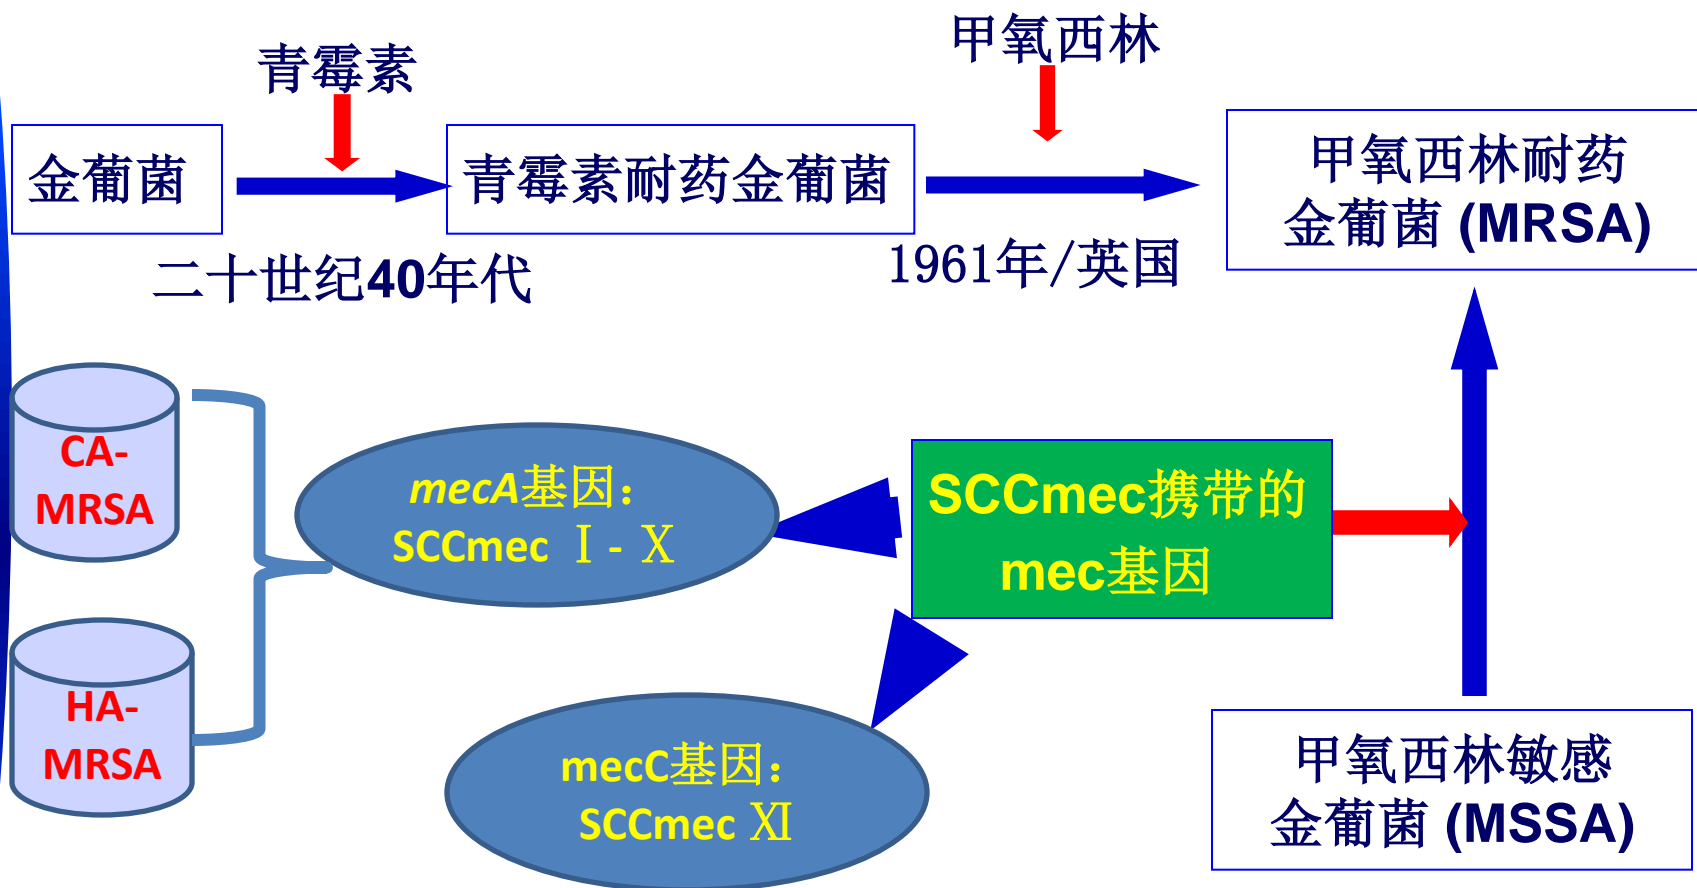 青霉素
甲氧西林
金葡菌
青霉素耐药金葡菌
甲氧西林耐药
金葡菌 (MRSA)
二十世纪40年代
1961年/英国
CA-
MRSA
mecA基因：
SCCmec Ⅰ- Ⅹ
SCCmec携带的
mec基因
HA-
MRSA
mecC基因：
SCCmec Ⅺ
甲氧西林敏感
金葡菌 (MSSA)